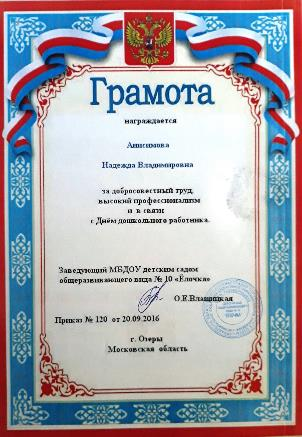 Грамота
награждается
Анисимова
Надежда Владимировна
за добросовестный труд,
высокий профессионализм
и в связи
с Днём дошкольного работника.
Заведующий МБДОУ детским садом
общеразвивающего вида № 10 «Ёлочка»
О.Е.Влащицкая
Приказ № 120 от 20.09.2016
г. Озеры
Московская область